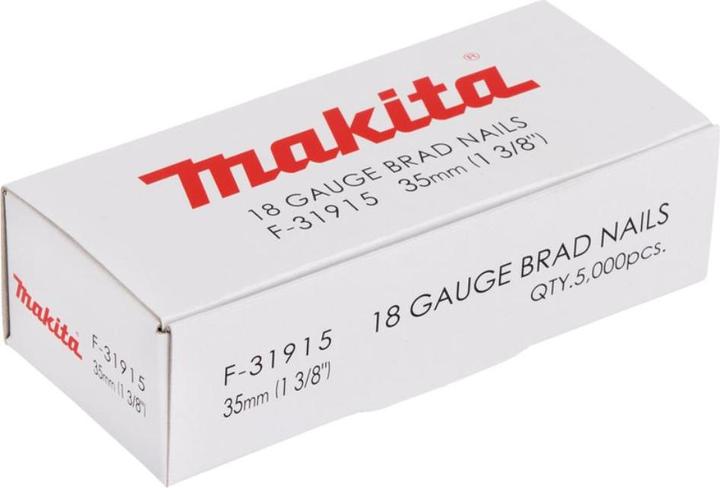 makita®
18 GAUGE BRAD NAILS
F-31915 35mm (1 3/8")
makita
F-31915
35mm (1 3/8")
F-31915
35mm (1 3/8")
18 GAUGE BRAD NAILS
QTY.5,000pcs.